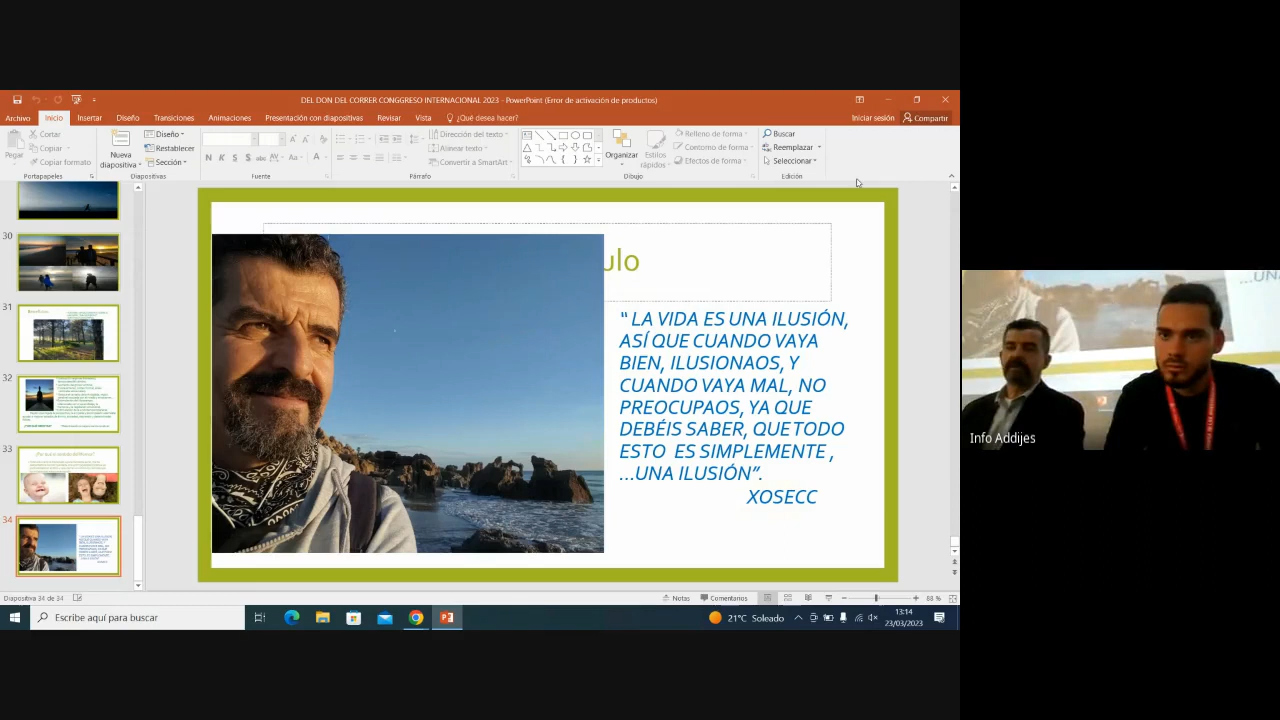 DEL DON DEL CORRER CONGGRESO INTERNACIONAL 2023 - PowerPoint (Error de activación de productos)
Archivo Inicio Insertar Diseño Transiciones Animaciones Presentación con diapositivas Revisar Vista ¿Qué desea hacer? Iniciar sesión Compartir
Pegar
Cortar
Copiar
Copiar formato
Portapapeles
Nueva
diapositiva
Diseño
Restablecer
Sección
Diapositivas
N K S S abc AV Aa A
Fuente
Dirección del texto
Alinear texto
Convertir a SmartArt
Párrafo
Organizar
Estilos
rápidos
Relleno de forma
Contorno de forma
Efectos de forma
Dibujo
Buscar
Reemplazar
Seleccionar
Edición
30
31
32
33
34
ulo
“ LA VIDA ES UNA ILUSIÓN,
ASÍ QUE CUANDO VAYA
BIEN, ILUSIONAOS, Y
CUANDO VAYA MAL, NO
PREOCUPAOS, YA QUE
DEBÉIS SABER, QUE TODO
ESTO ES SIMPLEMENTE ,
...UNA ILUSIÓN”.
XOSECC
Info Addijes
Diapositiva 34 de 34
Notas Comentarios 88 %
Escribe aquí para buscar
21°C Soleado
13:14
23/03/2023